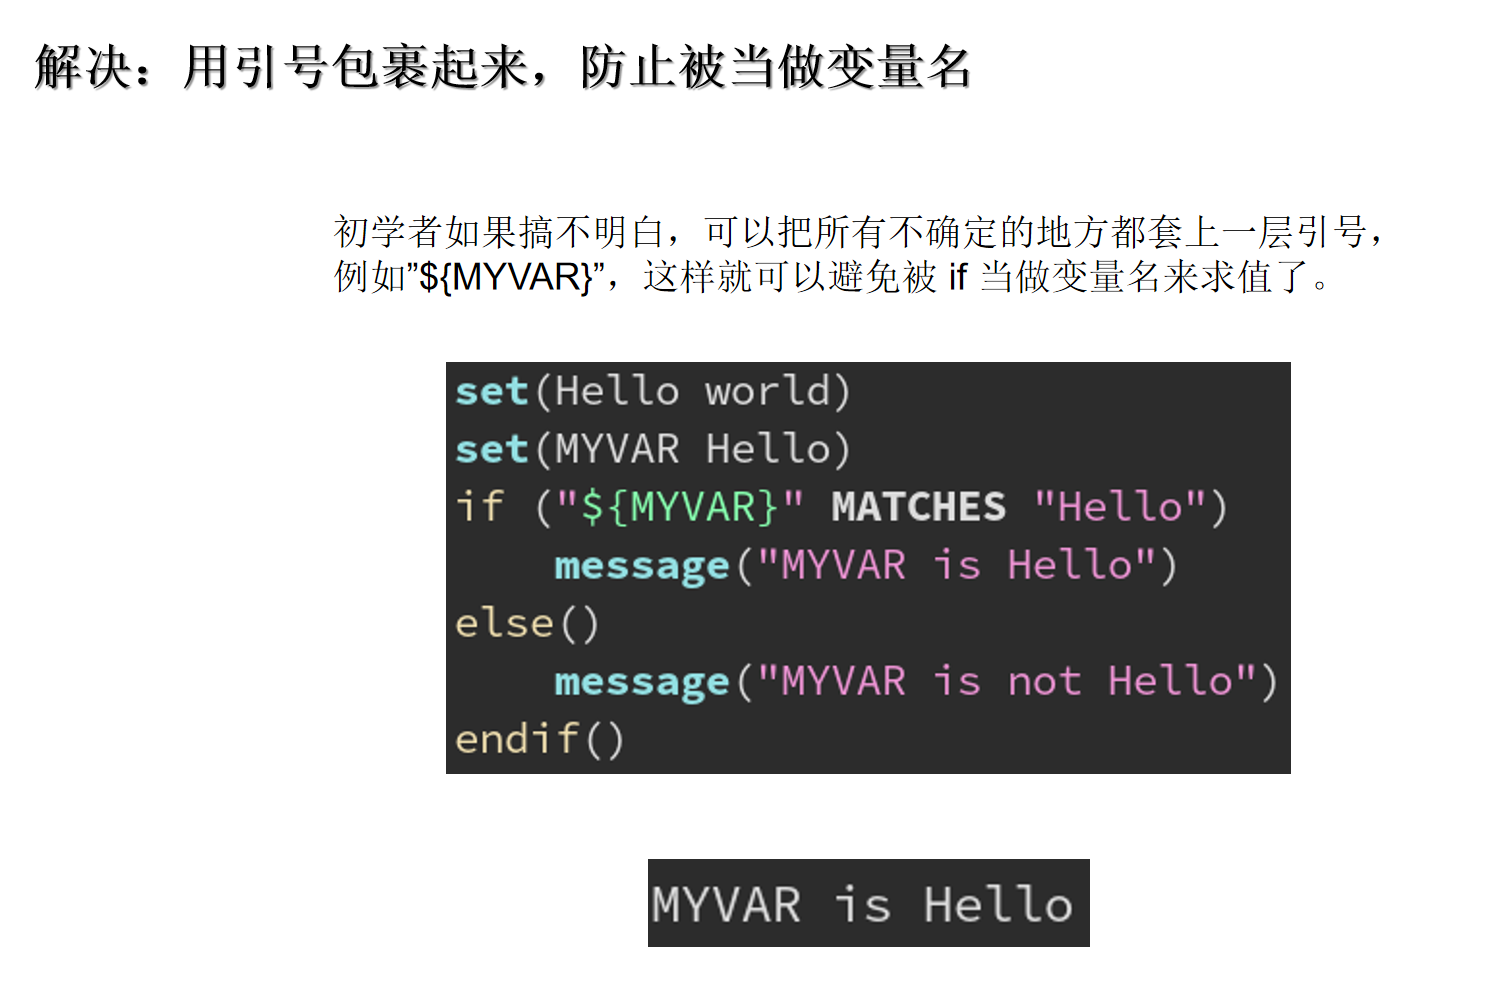 解决：用引号包裹起来，防止被当做变量名
初学者如果搞不明白，可以把所有不确定的地方都套上一层引号，
例如”${MYVAR}”，这样就可以避免被 if 当做变量名来求值了。
set(Hello world)
set(MYVAR Hello)
if ("${MYVAR}" MATCHES "Hello")
    message("MYVAR is Hello")
else()
    message("MYVAR is not Hello")
endif()
MYVAR is Hello